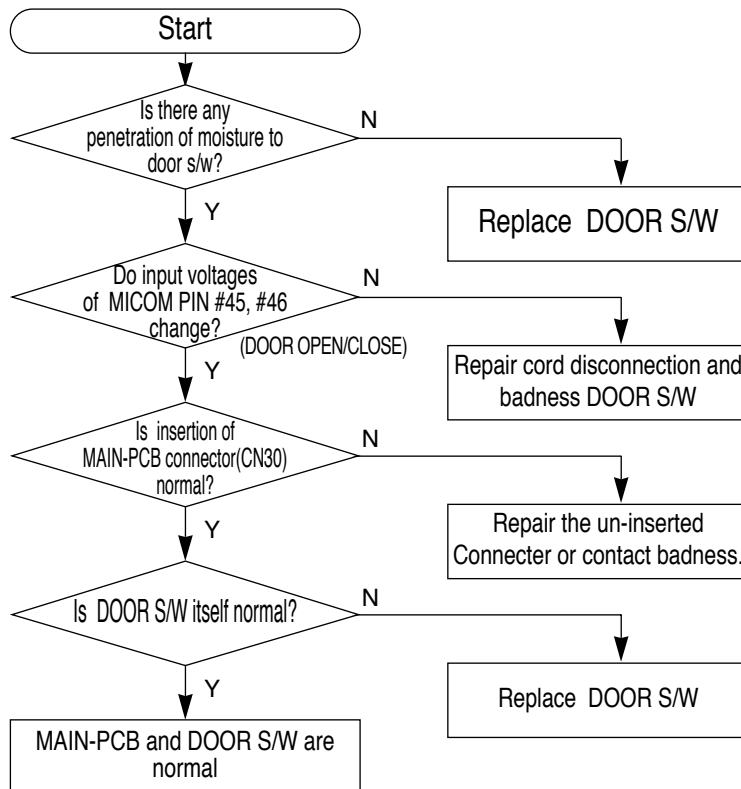 Start
Is there any
penetration of moisture to
door s/w?
N
Replace DOOR S/W
Y
Do input voltages
of MICOM PIN #45, #46
change?
(DOOR OPEN/CLOSE)
N
Repair cord disconnection and
badness DOOR S/W
Y
Is insertion of
MAIN-PCB connector(CN30)
normal?
N
Repair the un-inserted
Connecter or contact badness.
Y
Is DOOR S/W itself normal?
N
Replace DOOR S/W
Y
MAIN-PCB and DOOR S/W are
normal